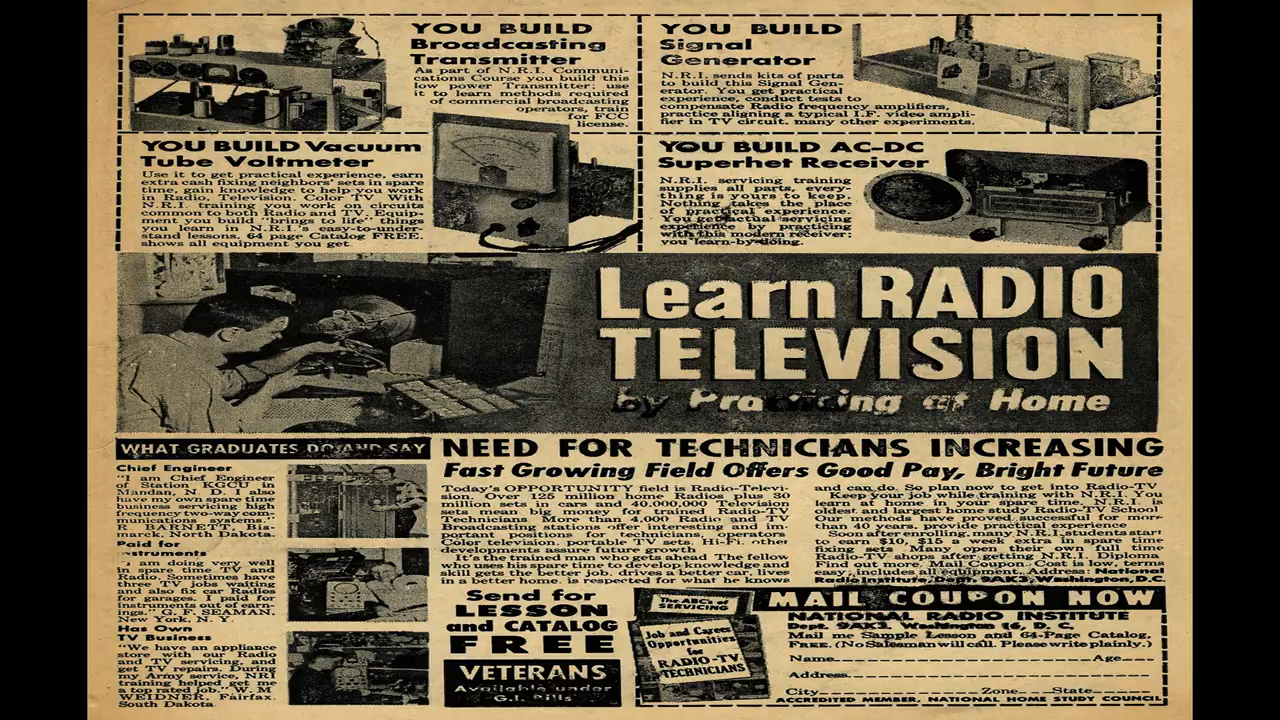 YOU BUILD
Broadcasting
Transmitter
As part of N.R.I. Communi-
cations Course you build this
low power Transmitter; use
it to learn methods required
of commercial broadcasting
operators, train
for FCC
license.
YOU BUILD
Signal
Generator
N.R.I. sends kits of parts
to build this Signal Gen-
erator. You get practical
experience, conduct tests to
compensate Radio frequency amplifiers,
practice aligning a typical I.F. video ampli-
fier in TV circuit, many other experiments.
YOU BUILD Vacuum
Tube Voltmeter
Use it to get practical experience, earn
extra cash fixing neighbors' sets in spare
time, gain knowledge to help you work
in Radio, Television, Color TV. With
N.R.I. training you work on circuits
common to both Radio and TV. Equip-
ment you build "brings to life" things
you learn in N.R.I.'s easy-to-under-
stand lessons. 64 page Catalog FREE,
shows all equipment you get
YOU BUILD AC-DC
Superhet Receiver
N.R.I. servicing training
supplies all parts, every-
thing is yours to keep.
Nothing takes the place
of practical experience.
You get actual servicing
experience by practicing
with this modern receiver;
you learn-by-doing.
Learn RADIO
TELEVISION
by Practicing at Home
WHAT GRADUATES DO AND SAY
Chief Engineer
"I am Chief Engineer
of Station KGCU in
Mandan, N. D. I also
have my own spare time
business servicing high
frequency two-way com-
munications systems."
R. BARNETT, Bis-
marck, North Dakota.
Paid for
Instruments
"I am doing very well
in spare time TV and
Radio. Sometimes have
three TV jobs waiting
and also fix car Radios
for garages. I paid for
instruments out of earn-
ings." G. F. SEAMAN,
New York, N. Y.
Has Own
TV Business
"We have an appliance
store with our Radio
and TV servicing, and
get TV repairs. During
my Army service, NRI
training helped get me
a top rated job." W. M.
WEIDNER, Fairfax,
South Dakota.
NEED FOR TECHNICIANS INCREASING
Fast Growing Field Offers Good Pay, Bright Future
Today's OPPORTUNITY field is Radio-Televi-
sion. Over 125 million home Radios plus 30
million sets in cars and 40,000,000 Television
sets mean big money for trained Radio-TV
Technicians. More than 4,000 Radio and TV
Broadcasting stations offer interesting and im-
portant positions for technicians, operators.
Color television, portable TV sets, Hi-Fi, other
developments assure future growth.
It's the trained man who gets ahead. The fellow
who uses his spare time to develop knowledge and
skill gets the better job, drives a better car, lives
in a better home, is respected for what he knows
and can do. So plan now to get into Radio-TV
Keep your job while training with N.R.I. You
learn at home in your spare time. N.R.I. is
oldest and largest home study Radio-TV School
Our methods have proved successful for more
than 40 years, provide practical experience
Soon after enrolling, many N.R.I. students start
to earn $10, $15 a week extra in spare time
fixing sets. Many open their own full time
Radio-TV shops after getting N.R.I. Diploma
Find out more. Mail Coupon. Cost is low, terms
easy, includes all equipment. Address: National
Radio Institute, Dept. 9AK3, Washington, D.C.
Send for
LESSON
and CATALOG
FREE
VETERANS
Available under
G.I. Bills
The ABCs of
SERVICING
Job and Career
Opportunities
for
RADIO-TV
TECHNICIANS
MAIL COUPON NOW
NATIONAL RADIO INSTITUTE
Dept. 9AK3, Washington 16, D. C.
Mail me Sample Lesson and 64-Page Catalog,
FREE. (No Salesman will call. Please write plainly.)
Name Age
Address
City Zone State
ACCREDITED MEMBER, NATIONAL HOME STUDY COUNCIL